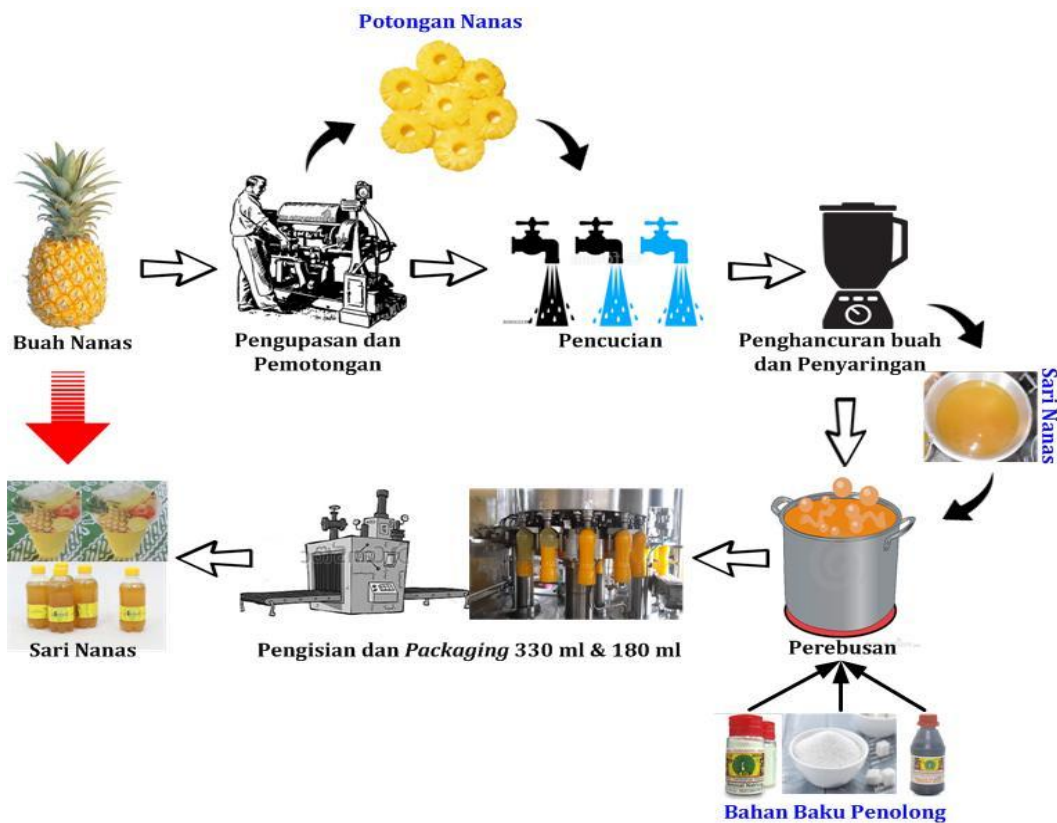 Potongan Nanas
Buah Nanas
Pengupasan dan
Pemotongan
Pencucian
Penghancuran buah
dan Penyaringan
Sari Nanas
Sari Nanas
Pengisian dan Packaging 330 ml & 180 ml
Perebusan
Bahan Baku Penolong